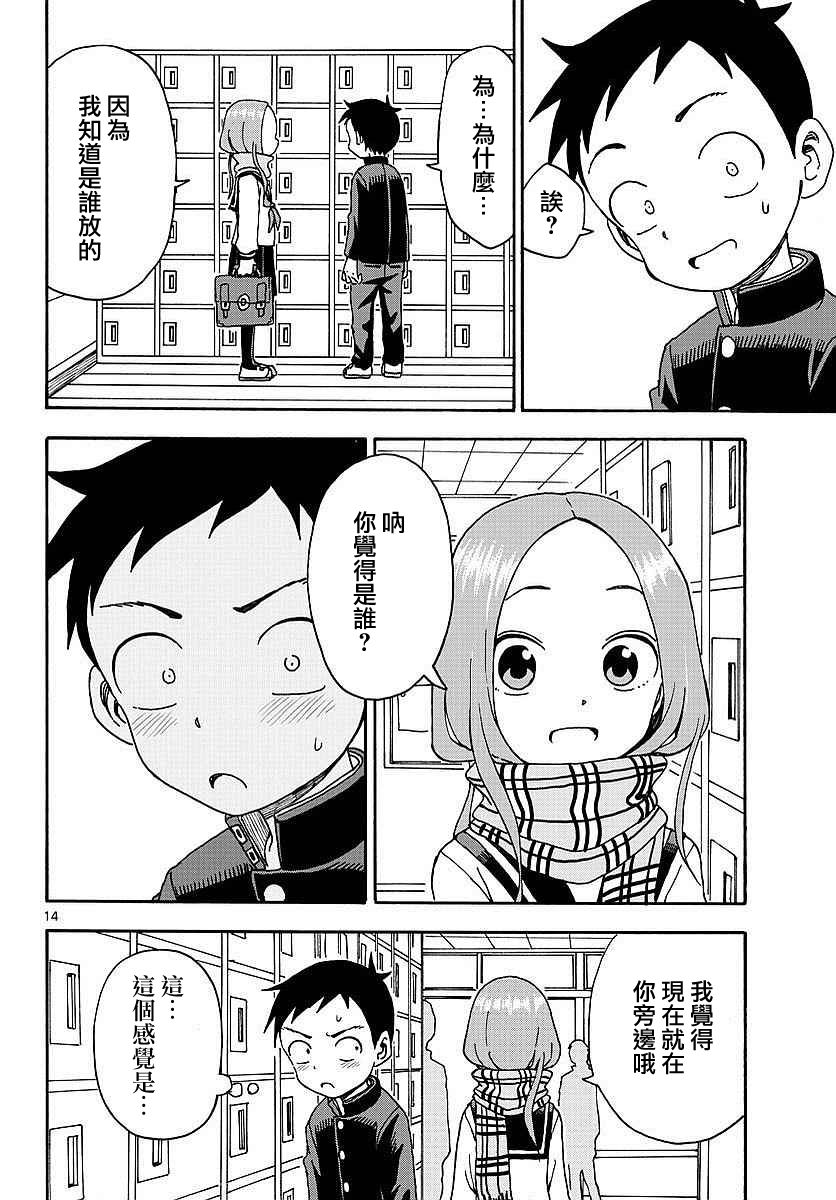 誒?
為…為什麼…
因為
我知道是誰放的
吶
你覺得是誰?
14
我覺得
現在就在
你旁邊哦
這…
這個感覺是…